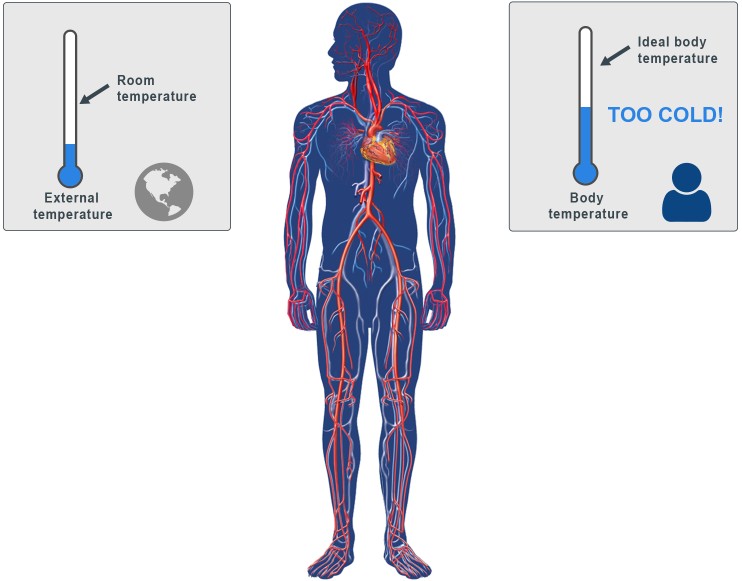 Room
temperature
External
temperature
Ideal body
temperature
TOO COLD!
Body
temperature